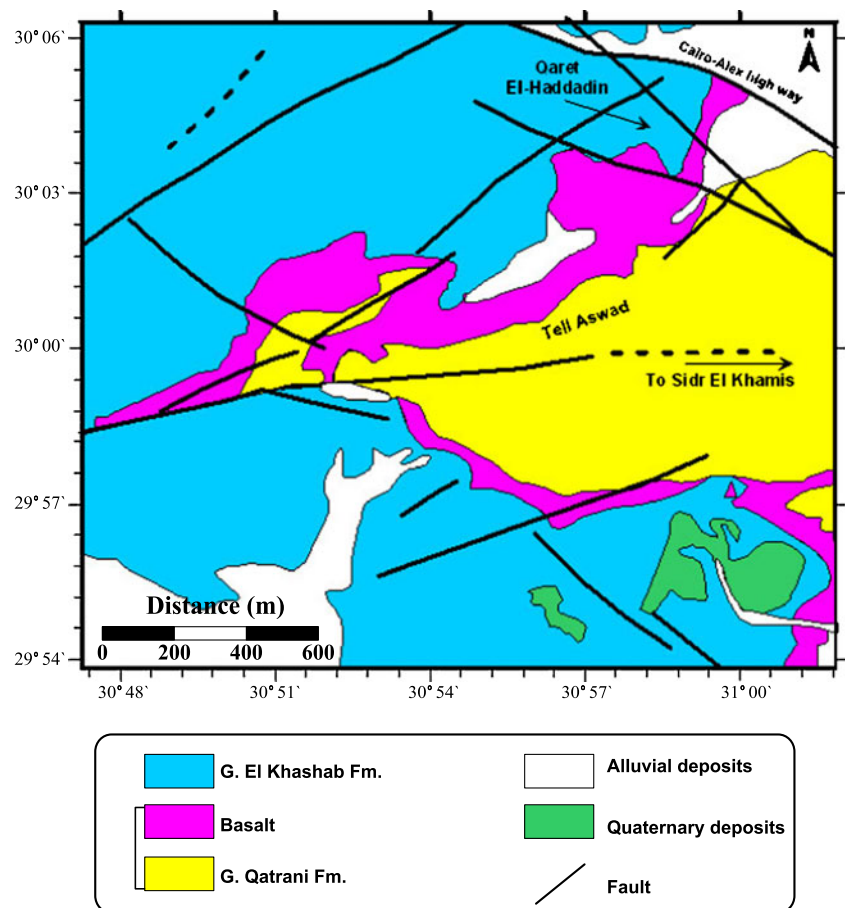 N
30°06`
Cairo-Alex high way
Qaret
El-Haddadin
30°03`
Tell Aswad
30°00`
To Sidr El Khamis
29°57`
Distance (m)
0 200 400 600
29°54`
30°48` 30°51` 30°54` 30°57` 31°00`
G. El Khashab Fm.
Alluvial deposits
Basalt
Quaternary deposits
G. Qatrani Fm.
Fault